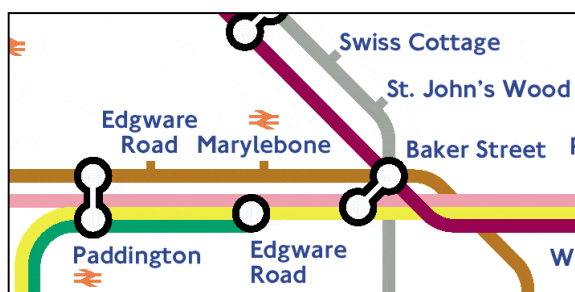 Swiss Cottage
St. John's Wood
Edgware
Road
Marylebone
Baker Street
Paddington
Edgware
Road